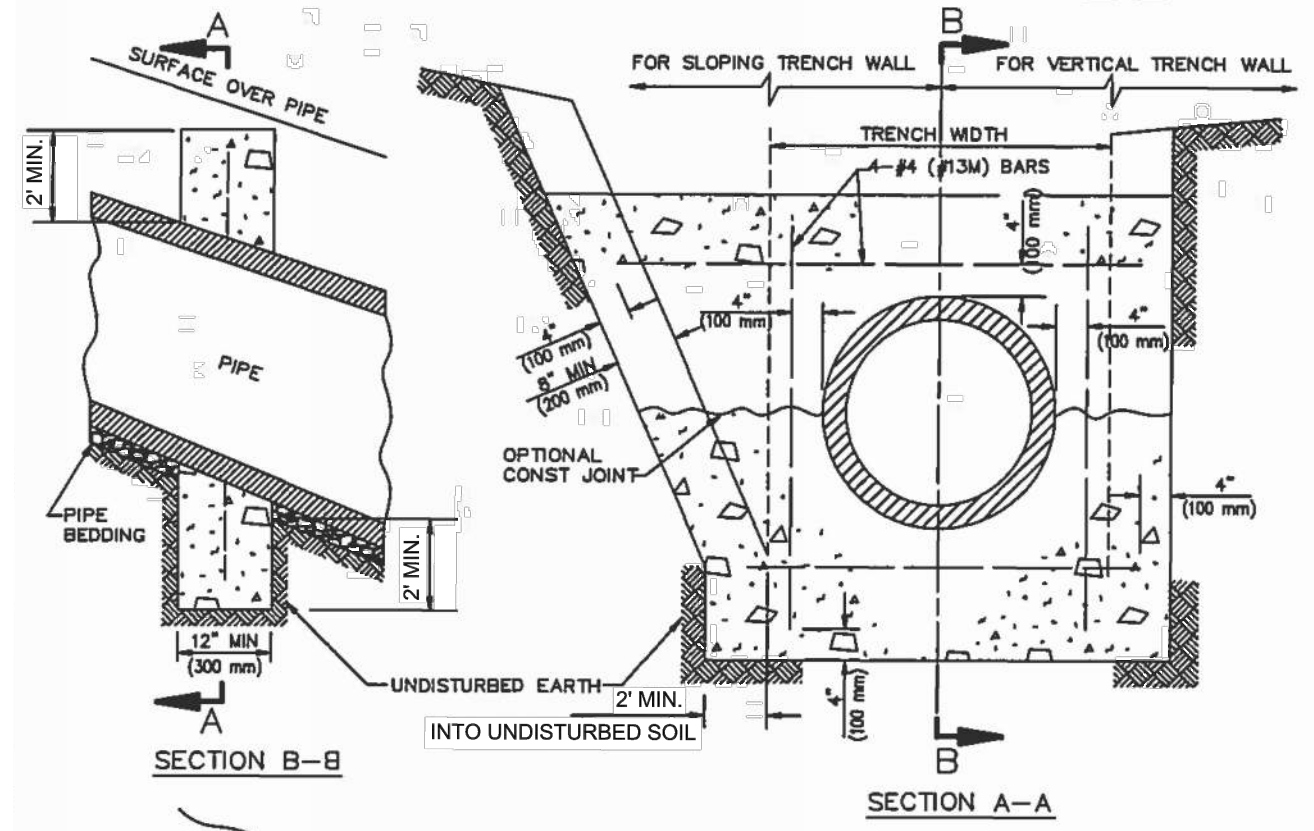 A
SURFACE OVER PIPE
2' MIN.
PIPE
PIPE
BEDDING
2' MIN.
12" MIN
(300 mm)
A
SECTION B-B
UNDISTURBED EARTH
B
FOR SLOPING TRENCH WALL
FOR VERTICAL TRENCH WALL
TRENCH WIDTH
4-#4 (#13M) BARS
4"
(100 mm)
4"
(100 mm)
4"
(100 mm)
4"
(100 mm)
8" MIN
(200 mm)
OPTIONAL
CONST JOINT
4"
(100 mm)
2' MIN.
INTO UNDISTURBED SOIL
4"
(100 mm)
B
SECTION A-A